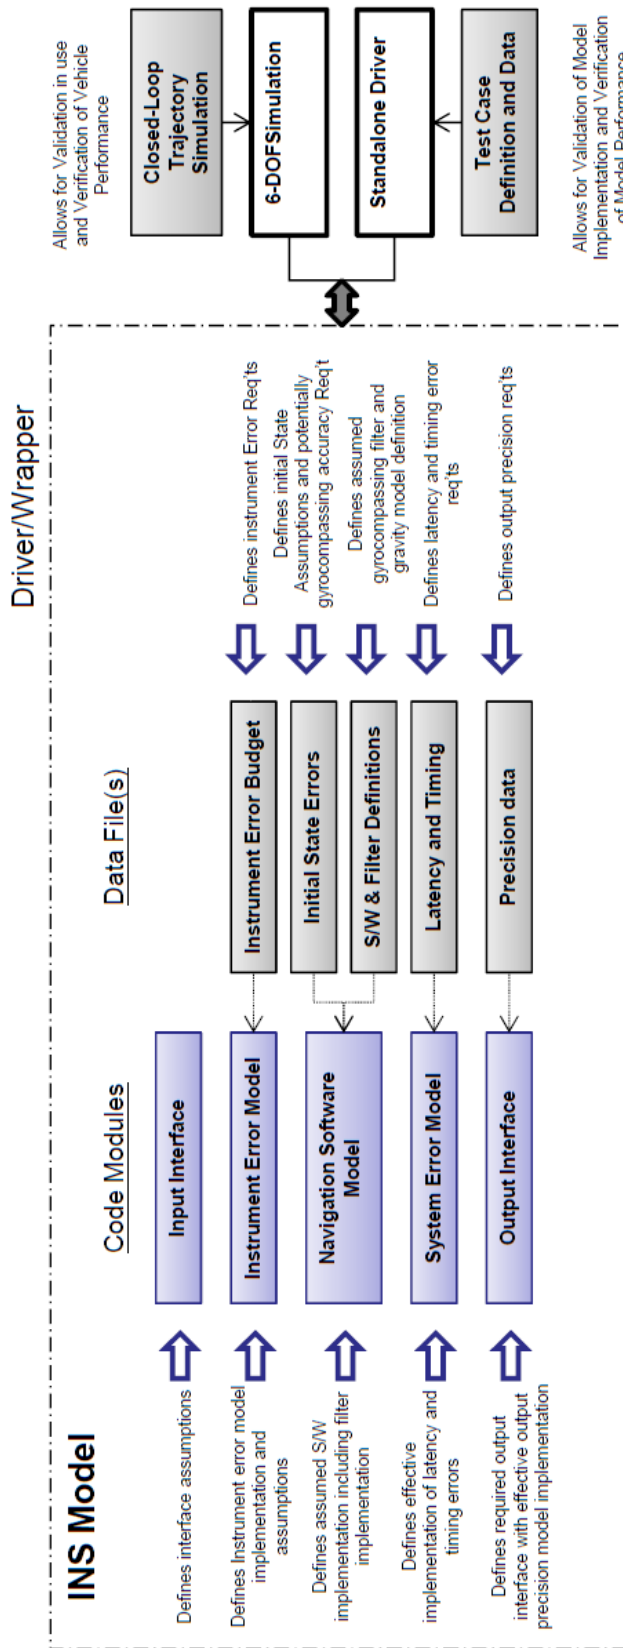 INS Model
Driver/Wrapper
Code Modules
Data File(s)
Defines interface assumptions
Input Interface
Defines Instrument error model
implementation and
assumptions
Instrument Error Model
Instrument Error Budget
Defines instrument Error Req'ts
Defines assumed S/W
implementation including filter
implementation
Navigation Software
Model
Initial State Errors
Defines initial State
Assumptions and potentially
gyrocompassing accuracy Req't
S/W & Filter Definitions
Defines assumed
gyrocompassing filter and
gravity model definition
Defines effective
implementation of latency and
timing errors
System Error Model
Latency and Timing
Defines latency and timing error
req'ts
Defines required output
interface with effective output
precision model implementation
Output Interface
Precision data
Defines output precision req'ts
Allows for Validation in use
and Verification of Vehicle
Performance
Closed-Loop
Trajectory
Simulation
6-DOFSimulation
Standalone Driver
Test Case
Definition and Data
Allows for Validation of Model
Implementation and Verification
of Model Performance